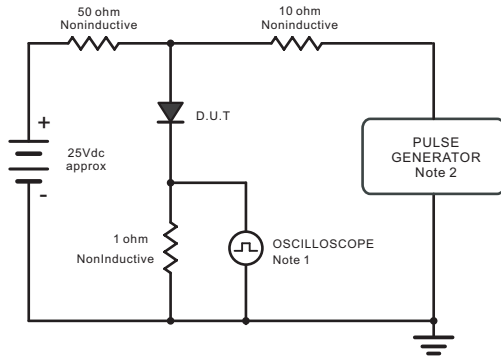 50 ohm
Noninductive
10 ohm
Noninductive
D.U.T
+
25Vdc
approx
-
PULSE
GENERATOR
Note 2
1 ohm
NonInductive
OSCILLOSCOPE
Note 1